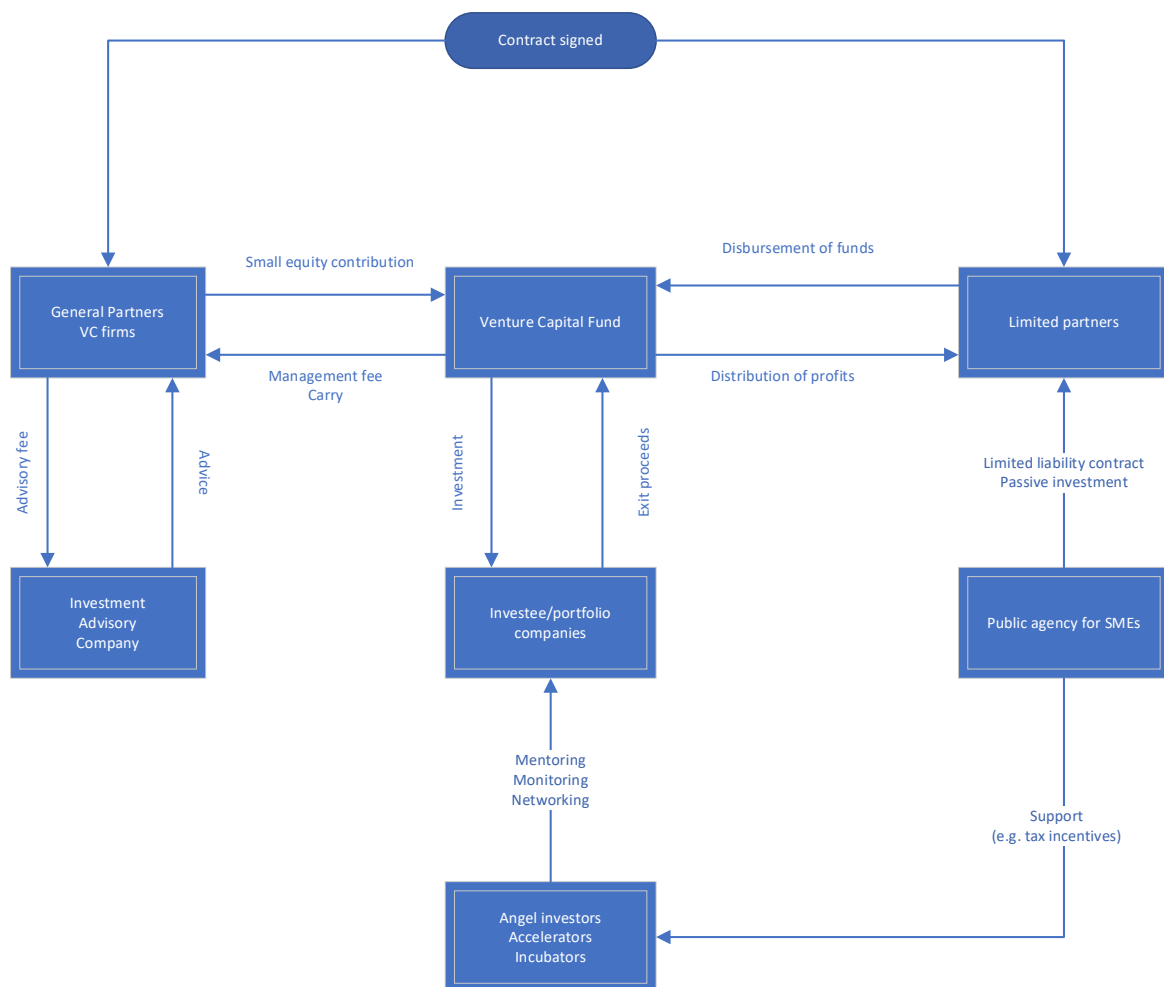 Contract signed
Small equity contribution
Disbursement of funds
General Partners
VC firms
Venture Capital Fund
Limited partners
Management fee
Carry
Distribution of profits
Advisory fee
Advice
Investment
Exit proceeds
Limited liability contract
Passive investment
Investment
Advisory
Company
Investee/portfolio
companies
Public agency for SMEs
Mentoring
Monitoring
Networking
Support
(e.g. tax incentives)
Angel investors
Accelerators
Incubators